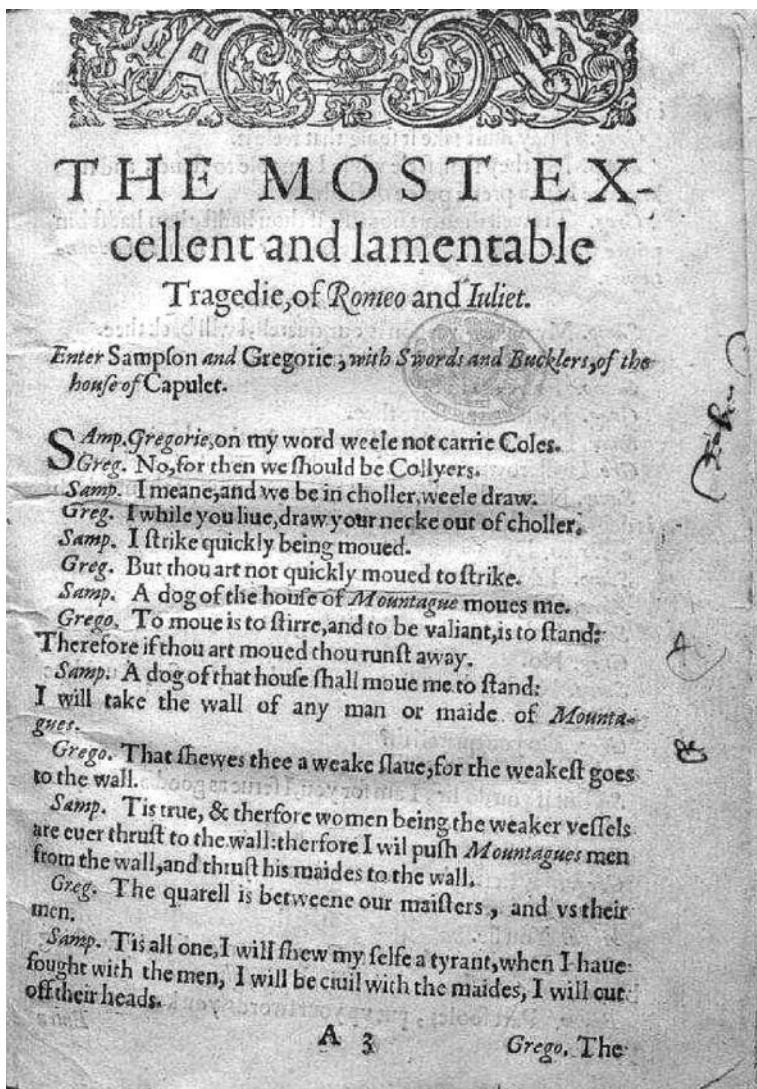 THE MOST EX-
cellent and lamentable
Tragedie, of Romeo and Iuliet.
Enter Sampson and Gregorie, with Swords and Bucklers, of the
house of Capulet.
SAmp. Gregorie, on my word weele not carrie Coles.
Greg. No, for then we should be Collyers.
Samp. I meane, and we be in choller, weele draw.
Greg. I while you liue, draw your necke out of choller.
Samp. I strike quickly being moued.
Greg. But thou art not quickly moued to strike.
Samp. A dog of the house of Mountague moues me.
Grego. To moue is to stirre, and to be valiant, is to stand:
Therefore if thou art moued thou runst away.
Samp. A dog of that house shall moue me to stand:
I will take the wall of any man or maide of Mounta-
gues.
Grego. That shewes thee a weake slaue, for the weakest goes
to the wall.
Samp. Tis true, & therfore women being the weaker vessels
are euer thrust to the wall: therfore I wil push Mountagues men
from the wall, and thrust his maides to the wall.
Greg. The quarell is betweene our maisters, and vs their
men.
Samp. Tis all one, I will shew my selfe a tyrant, when I haue
fought with the men, I will be ciuil with the maides, I will cut
off their heads.
A 3
Grego. The